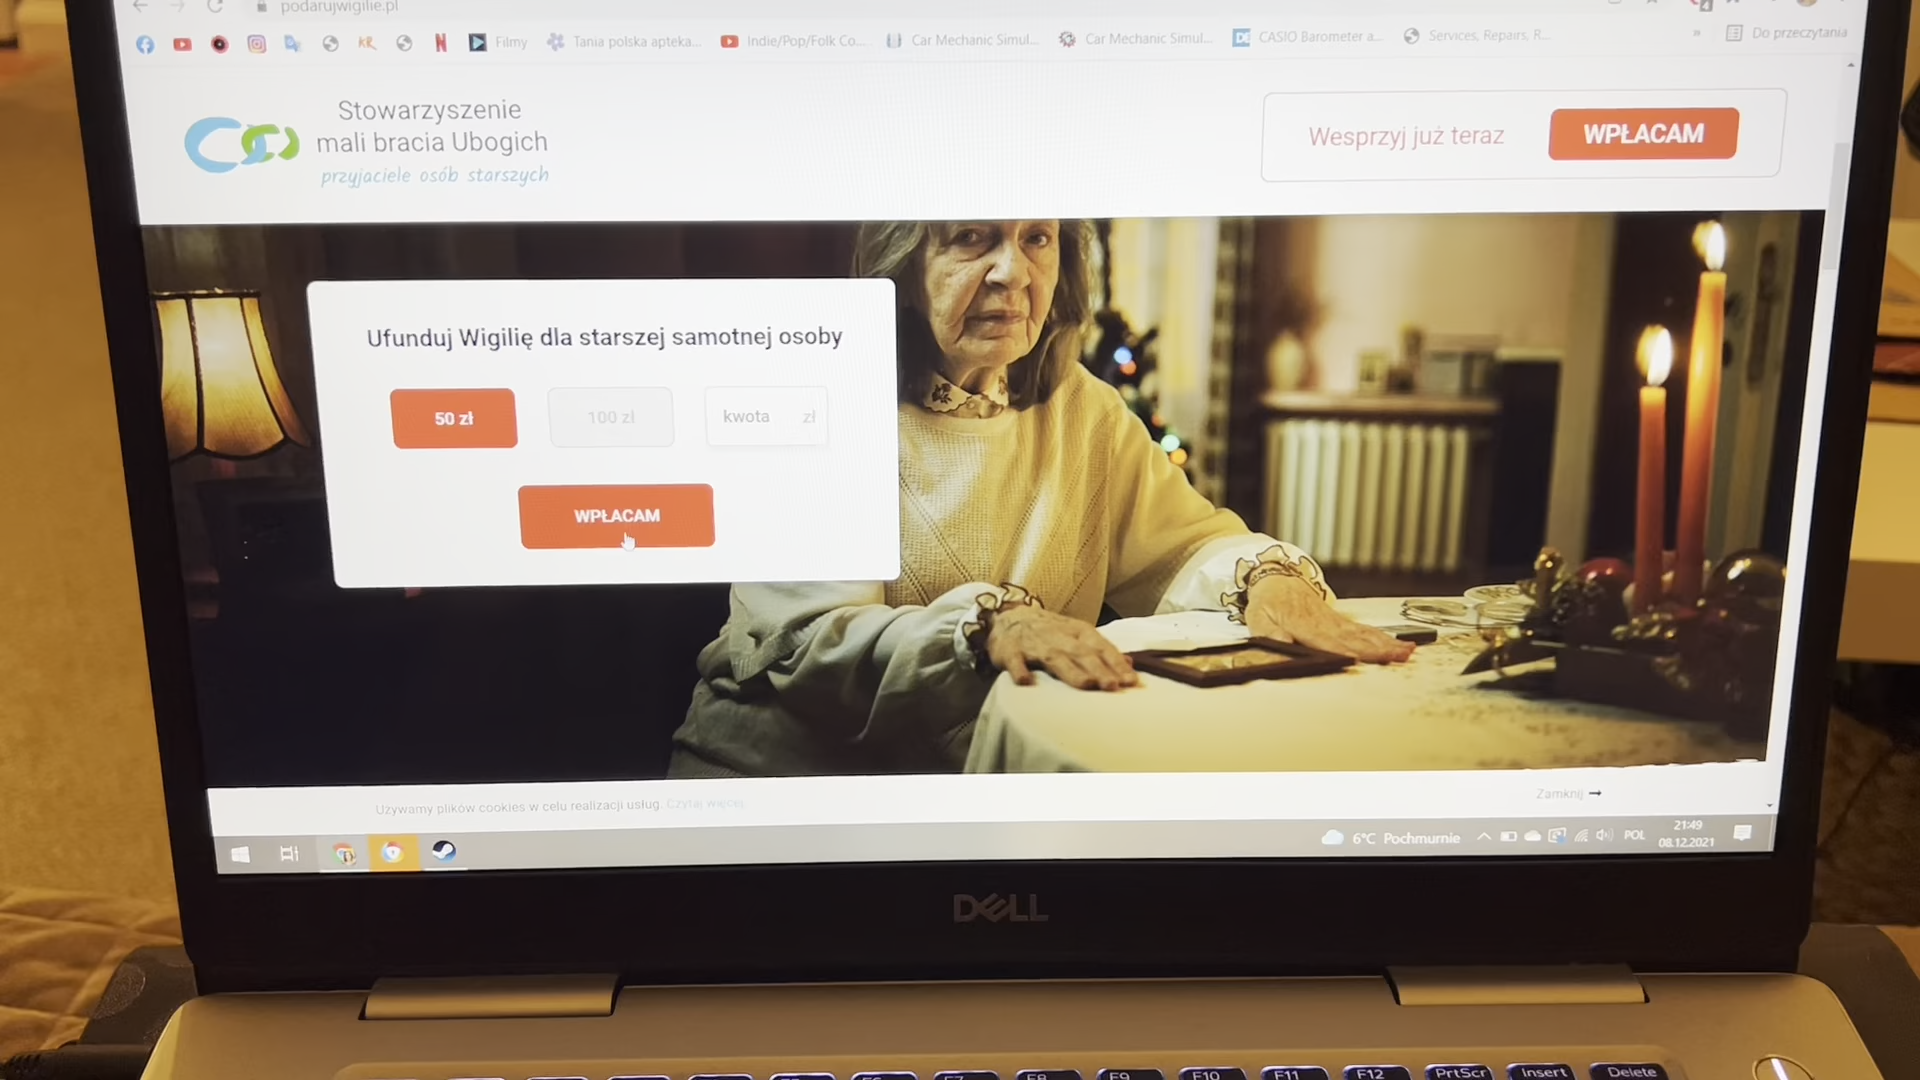 podarujwigilie.pl
Filmy
Tania polska apteka...
Indie/Pop/Folk Co...
Car Mechanic Simul...
Car Mechanic Simul...
CASIO Barometer a...
Services, Repairs, R...
»
Do przeczytania
Stowarzyszenie
mali bracia Ubogich
przyjaciele osób starszych
Wesprzyj już teraz
WPŁACAM
Ufunduj Wigilię dla starszej samotnej osoby
50 zł
100 zł
kwota zł
WPŁACAM
Używamy plików cookies w celu realizacji usług. Czytaj więcej.
Zamknij →
6°C Pochmurnie
POL
21:49
08.12.2021
DELL
F8
F9
F10
F11
F12
PrtScr
Insert
Delete